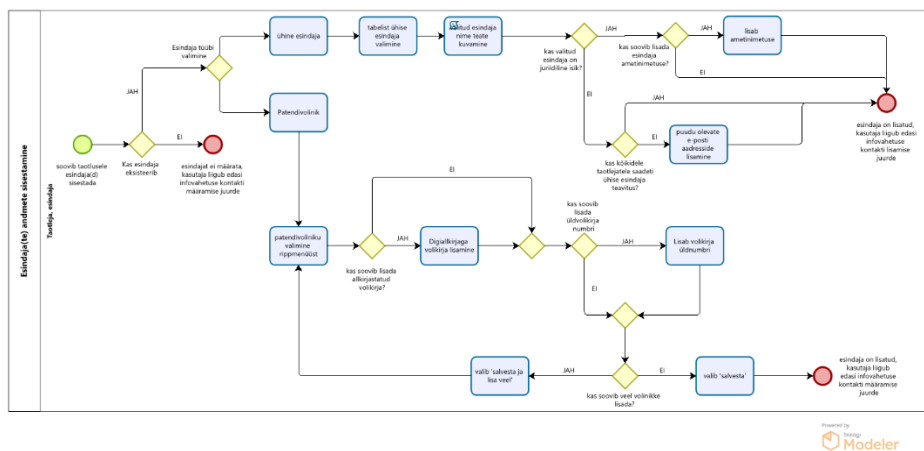 Esindaja(te) andmete sisestamine
Taotleja, esindaja
soovib taotlusele
esindaja(d)
sisestada
Kas esindaja
eksisteerib
JAH
EI
esindajat ei määrata,
kasutaja liigub edasi
infovahetuse kontakti
määramise juurde
Esindaja tüübi
valimine
ühine esindaja
tabelist ühise
esindaja
valimine
valitud esindaja
nime teate
kuvamine
kas valitud
esindaja on
juriidiline isik?
JAH
EI
kas soovib lisada
esindaja
ametinimetuse?
JAH
EI
lisab
ametinimetuse
kas kõikidele
taotlejatele saadeti
ühise esindaja
teavitus?
JAH
EI
puudu olevate
e-posti
aadresside
lisamine
esindaja on lisatud,
kasutaja liigub edasi
infovahetuse
kontakti lisamise
juurde
Patendivolinik
patendivoliniku
valimine
rippmenüüst
kas soovib lisada
allkirjastatud
volikirja?
EI
JAH
Digiallkirjaga
volikirja lisamine
kas soovib
lisada
üldvolikirja
numbri
JAH
EI
Lisab volikirja
üldnumbri
kas soovib veel volinikke
lisada?
JAH
EI
valib 'salvesta ja
lisa veel'
valib 'salvesta'
esindaja on lisatud,
kasutaja liigub
edasi infovahetuse
kontakti määramise
juurde
Powered by
bizagi
Modeler